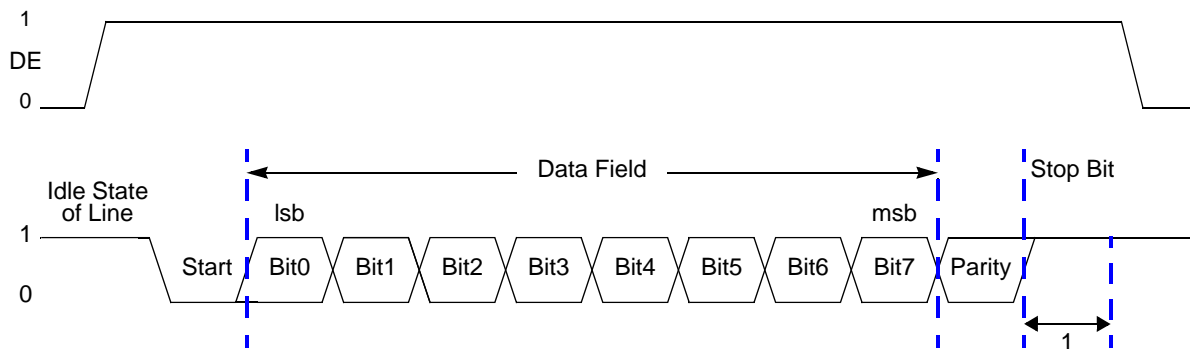 1
DE
0
Data Field
Stop Bit
Idle State
of Line
lsb
msb
1
Start
Bit0
Bit1
Bit2
Bit3
Bit4
Bit5
Bit6
Bit7
Parity
0
1